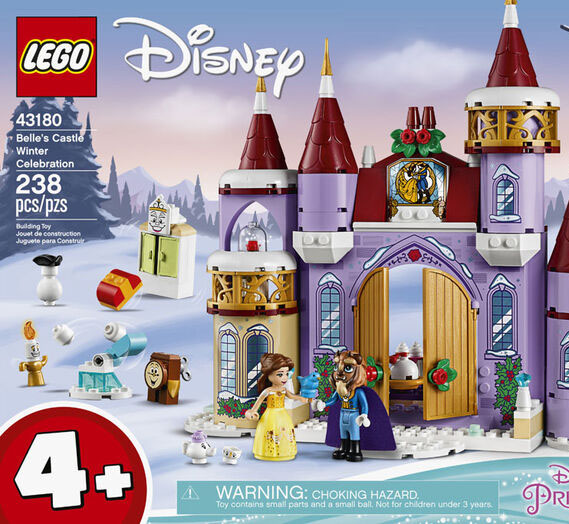 LEGO
Disney
43180
Belle's Castle
Winter
Celebration
238
pcs/pzs
Building Toy
Jouet de construction
Juguete para Construir
4+
WARNING: CHOKING HAZARD.
Toy contains small parts and a small ball. Not for children under 3 years.